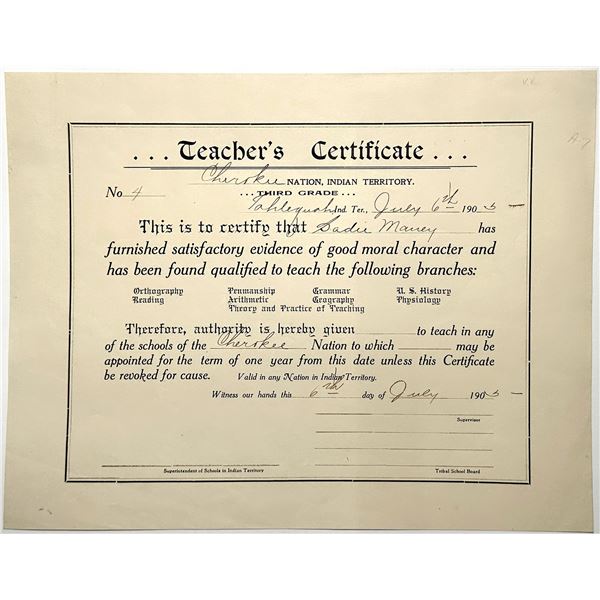 ... Teacher's Certificate ...
Cherokee NATION, INDIAN TERRITORY.
No 4 ... THIRD GRADE ...
Tahlequah, Ind. Ter., July 6th 1905
This is to certify that Sadie Maney has
furnished satisfactory evidence of good moral character and
has been found qualified to teach the following branches:
Orthography Penmanship Grammar U. S. History
Reading Arithmetic Geography Physiology
Theory and Practice of Teaching
Therefore, authority is hereby given to teach in any
of the schools of the Cherokee Nation to which may be
appointed for the term of one year from this date unless this Certificate
be revoked for cause. Valid in any Nation in Indian Territory.
Witness our hands this 6th day of July 1905
Supervisor
Superintendent of Schools in Indian Territory Tribal School Board